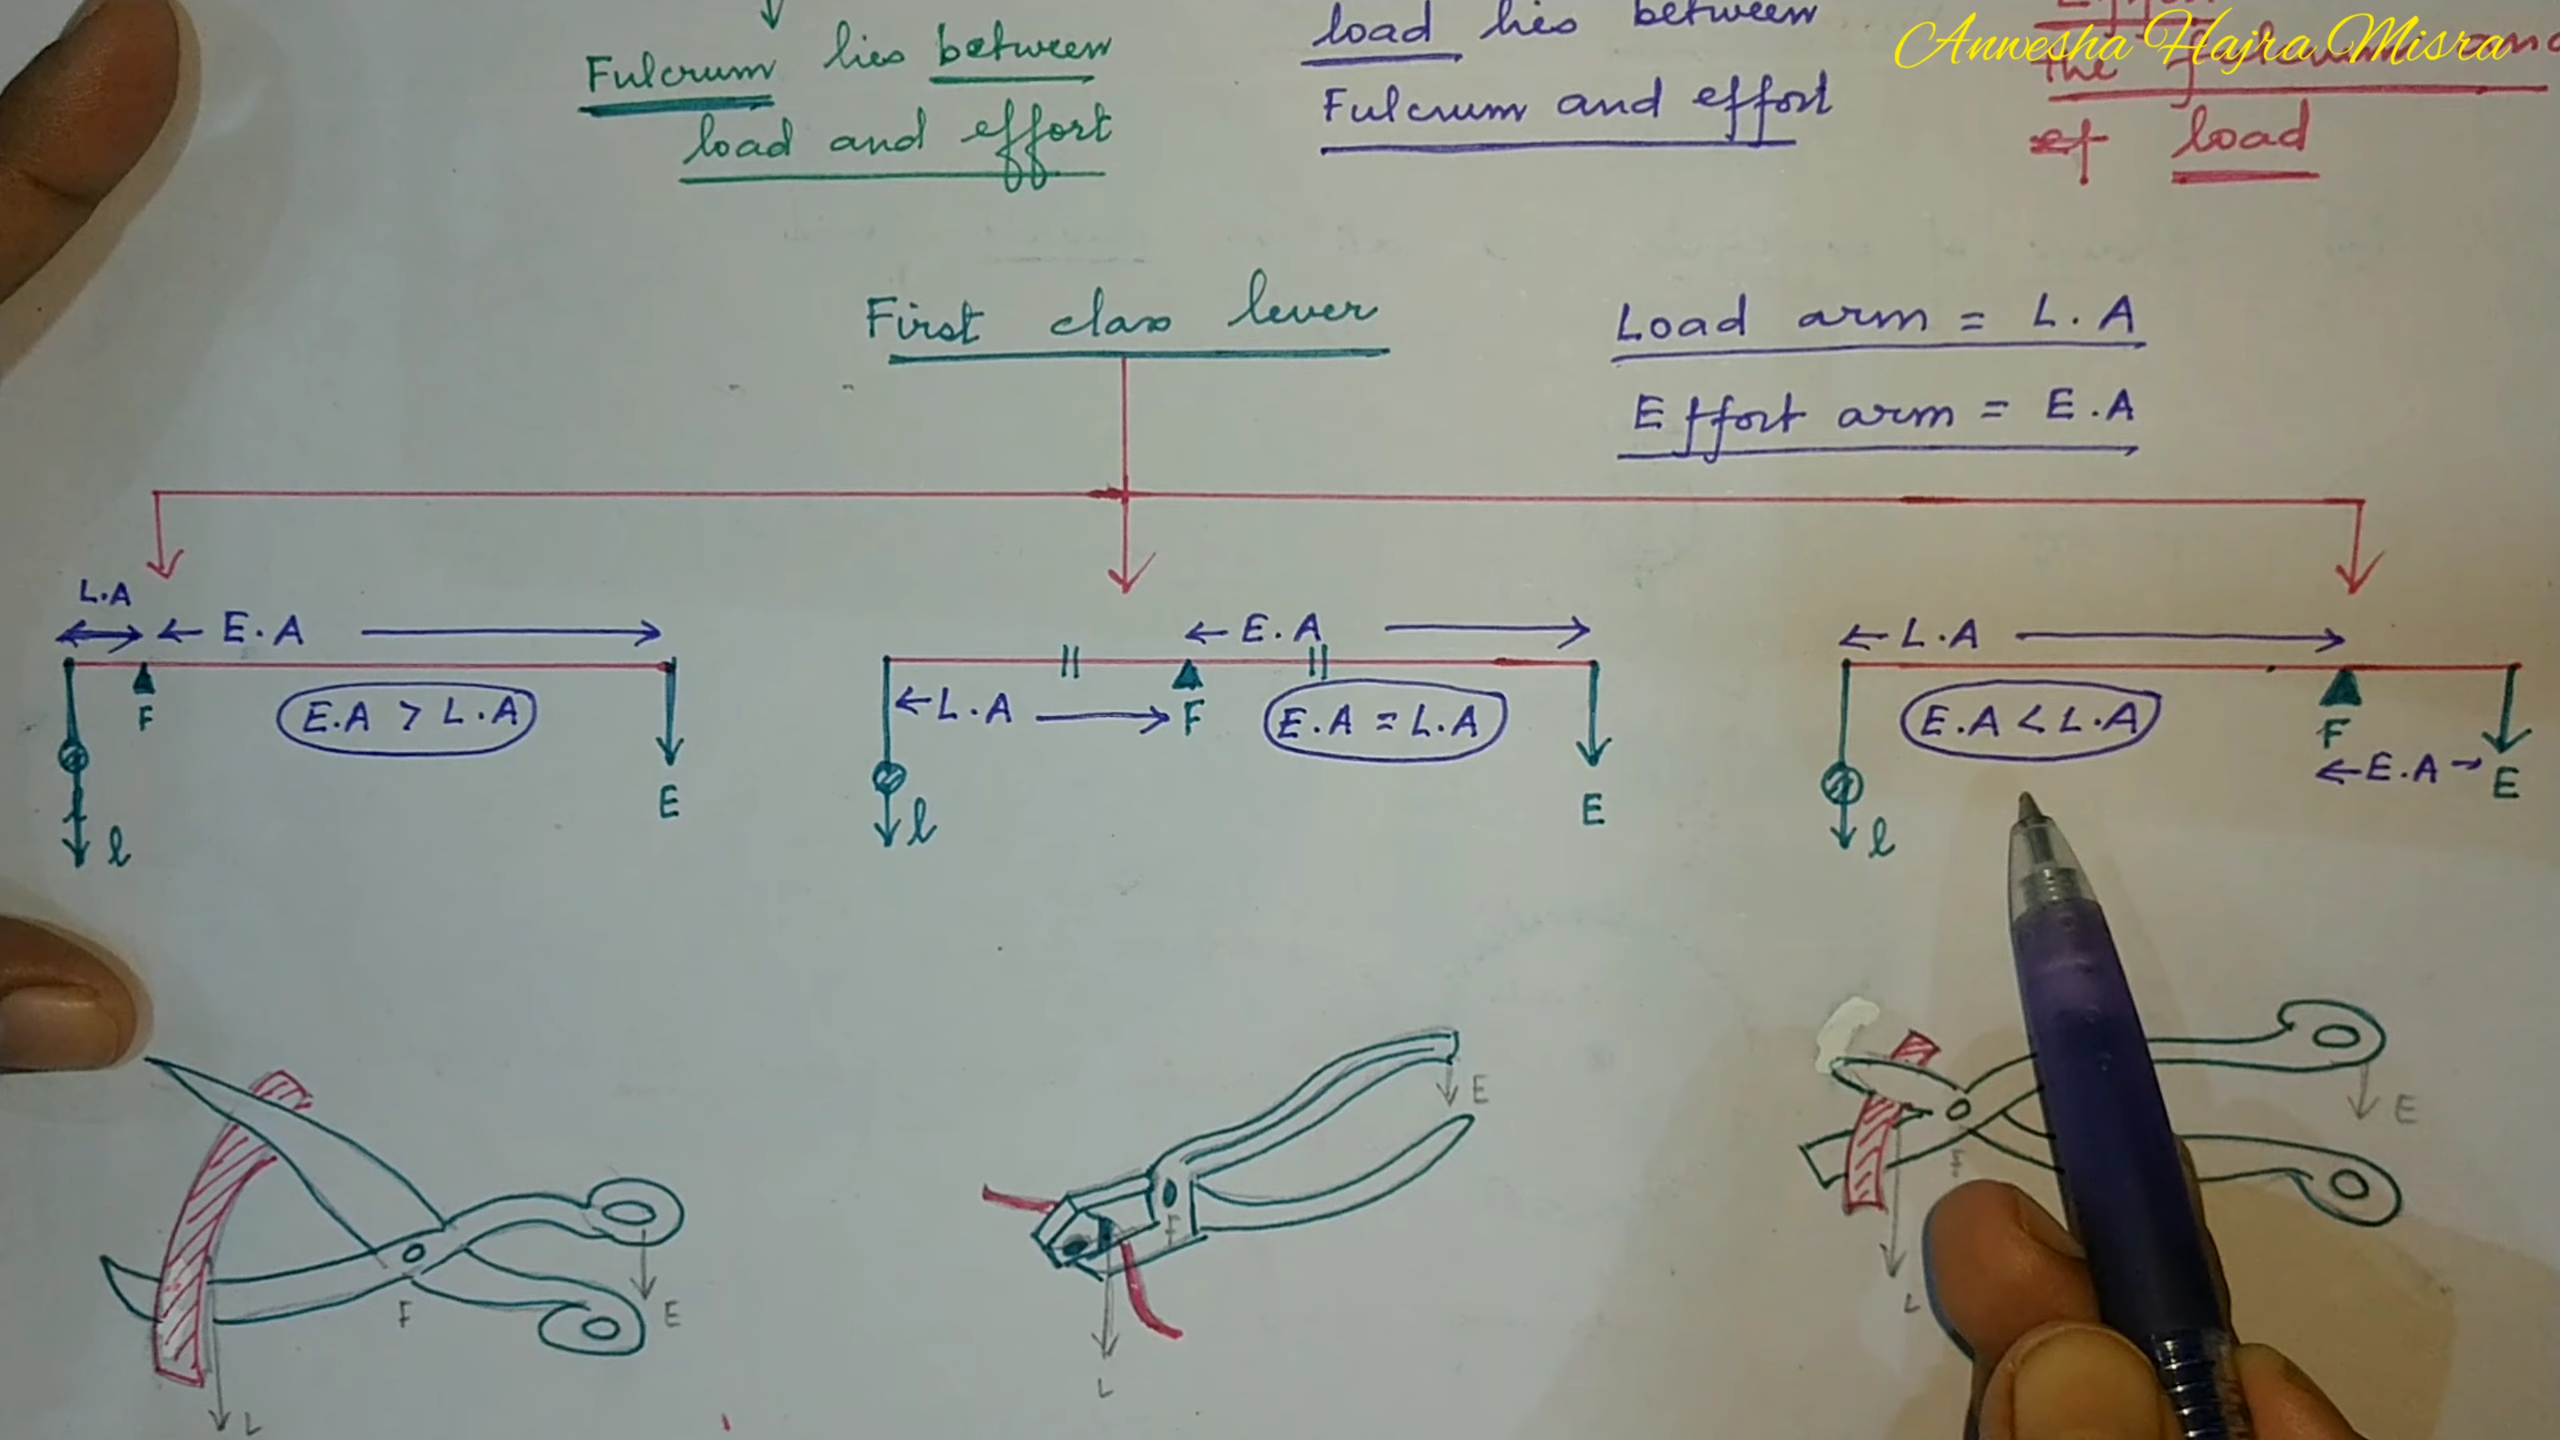 Fulcrum lies between
load and effort
load lies between
Fulcrum and effort
Anwesha Hajra Misra
the
load
First class lever
Load arm = L.A
Effort arm = E.A
L.A
← E.A →
F
E.A > L.A
E
l
← E.A →
← L.A →
F
E.A = L.A
E
l
← L.A →
E.A < L.A
F
← E.A →
E
l
F
E
L
E
F
L
E
L